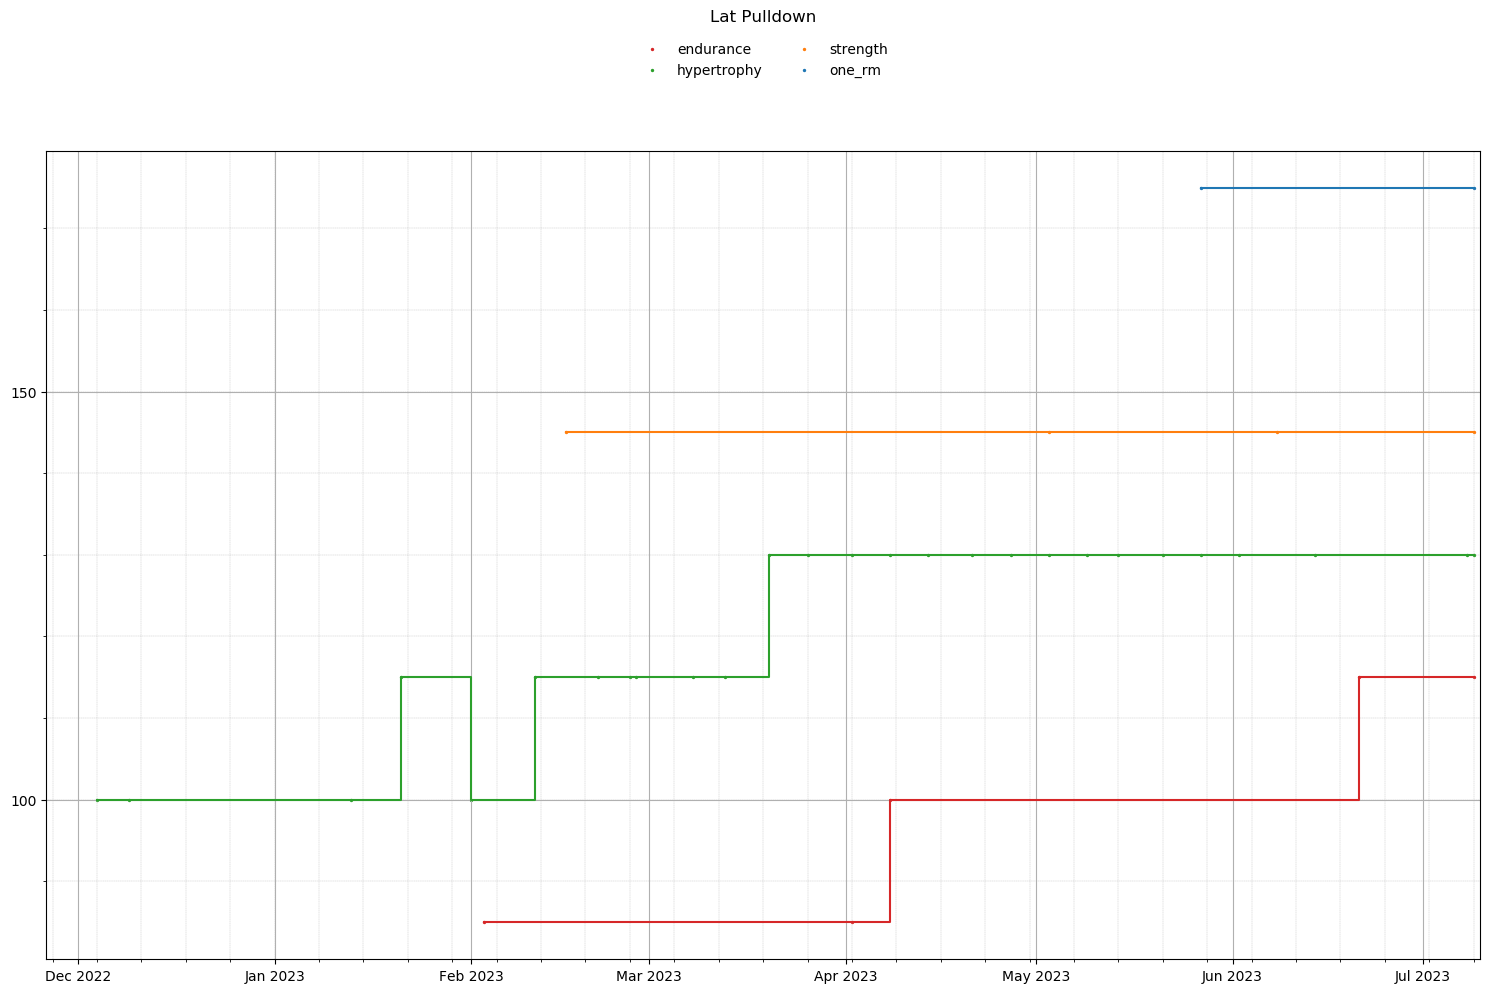 Lat Pulldown
endurance strength
hypertrophy one_rm
150
100
Dec 2022 Jan 2023 Feb 2023 Mar 2023 Apr 2023 May 2023 Jun 2023 Jul 2023